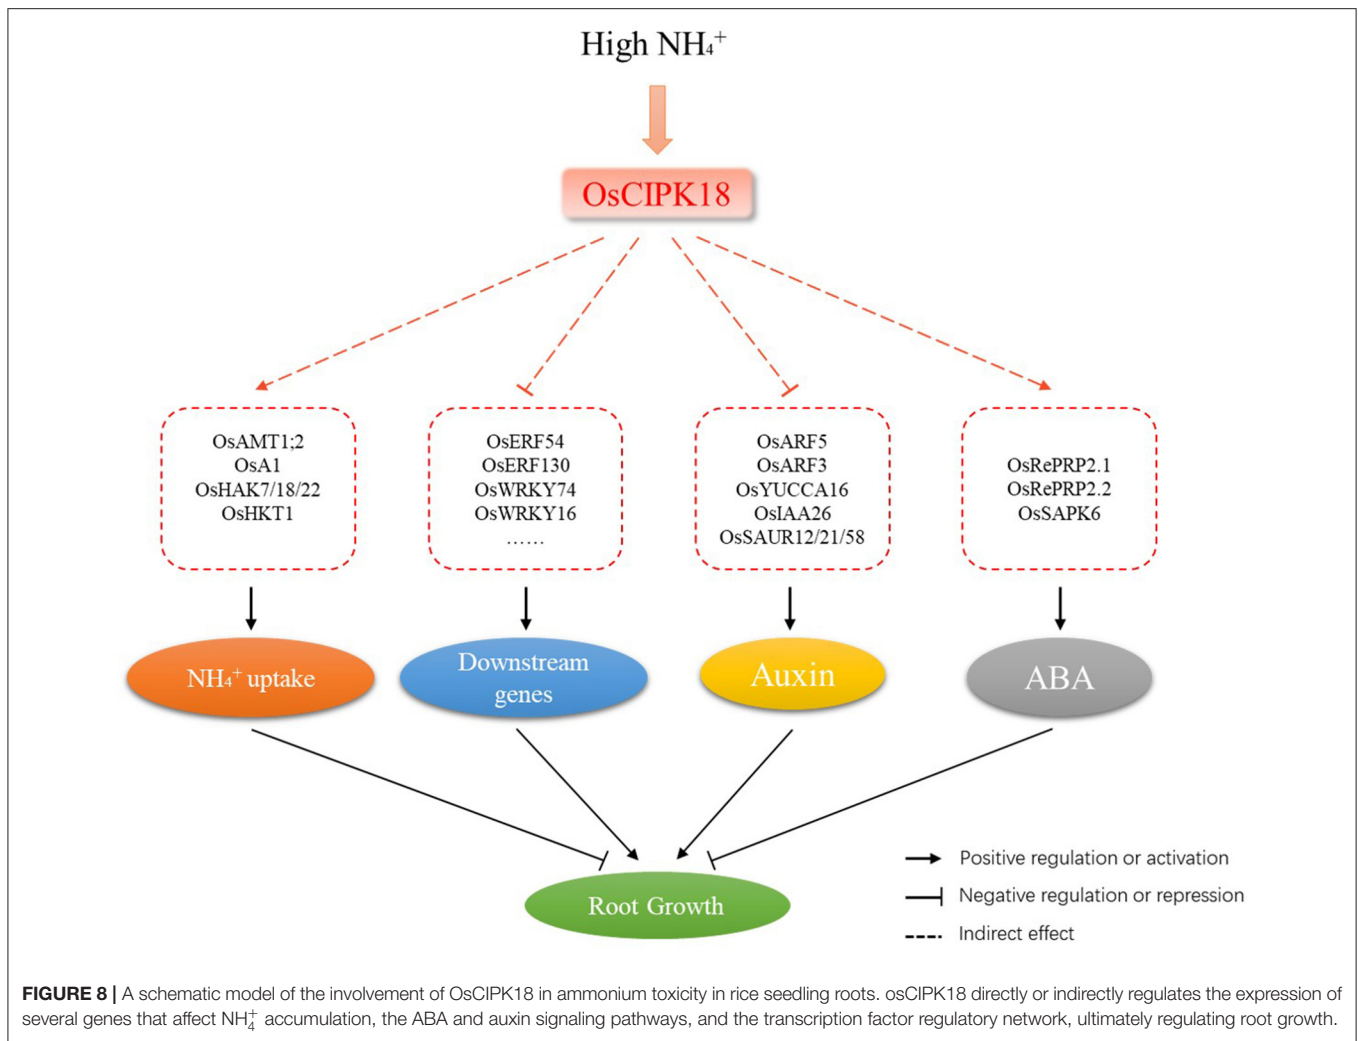 High NH₄⁺
OsCIPK18
OsAMT1;2
OsA1
OsHAK7/18/22
OsHKT1
OsERF54
OsERF130
OsWRKY74
OsWRKY16
……
OsARF5
OsARF3
OsYUCCA16
OsIAA26
OsSAUR12/21/58
OsRePRP2.1
OsRePRP2.2
OsSAPK6
NH₄⁺ uptake
Downstream
genes
Auxin
ABA
Root Growth
Positive regulation or activation
Negative regulation or repression
Indirect effect
FIGURE 8 | A schematic model of the involvement of OsCIPK18 in ammonium toxicity in rice seedling roots. osCIPK18 directly or indirectly regulates the expression of
several genes that affect NH₄⁺ accumulation, the ABA and auxin signaling pathways, and the transcription factor regulatory network, ultimately regulating root growth.